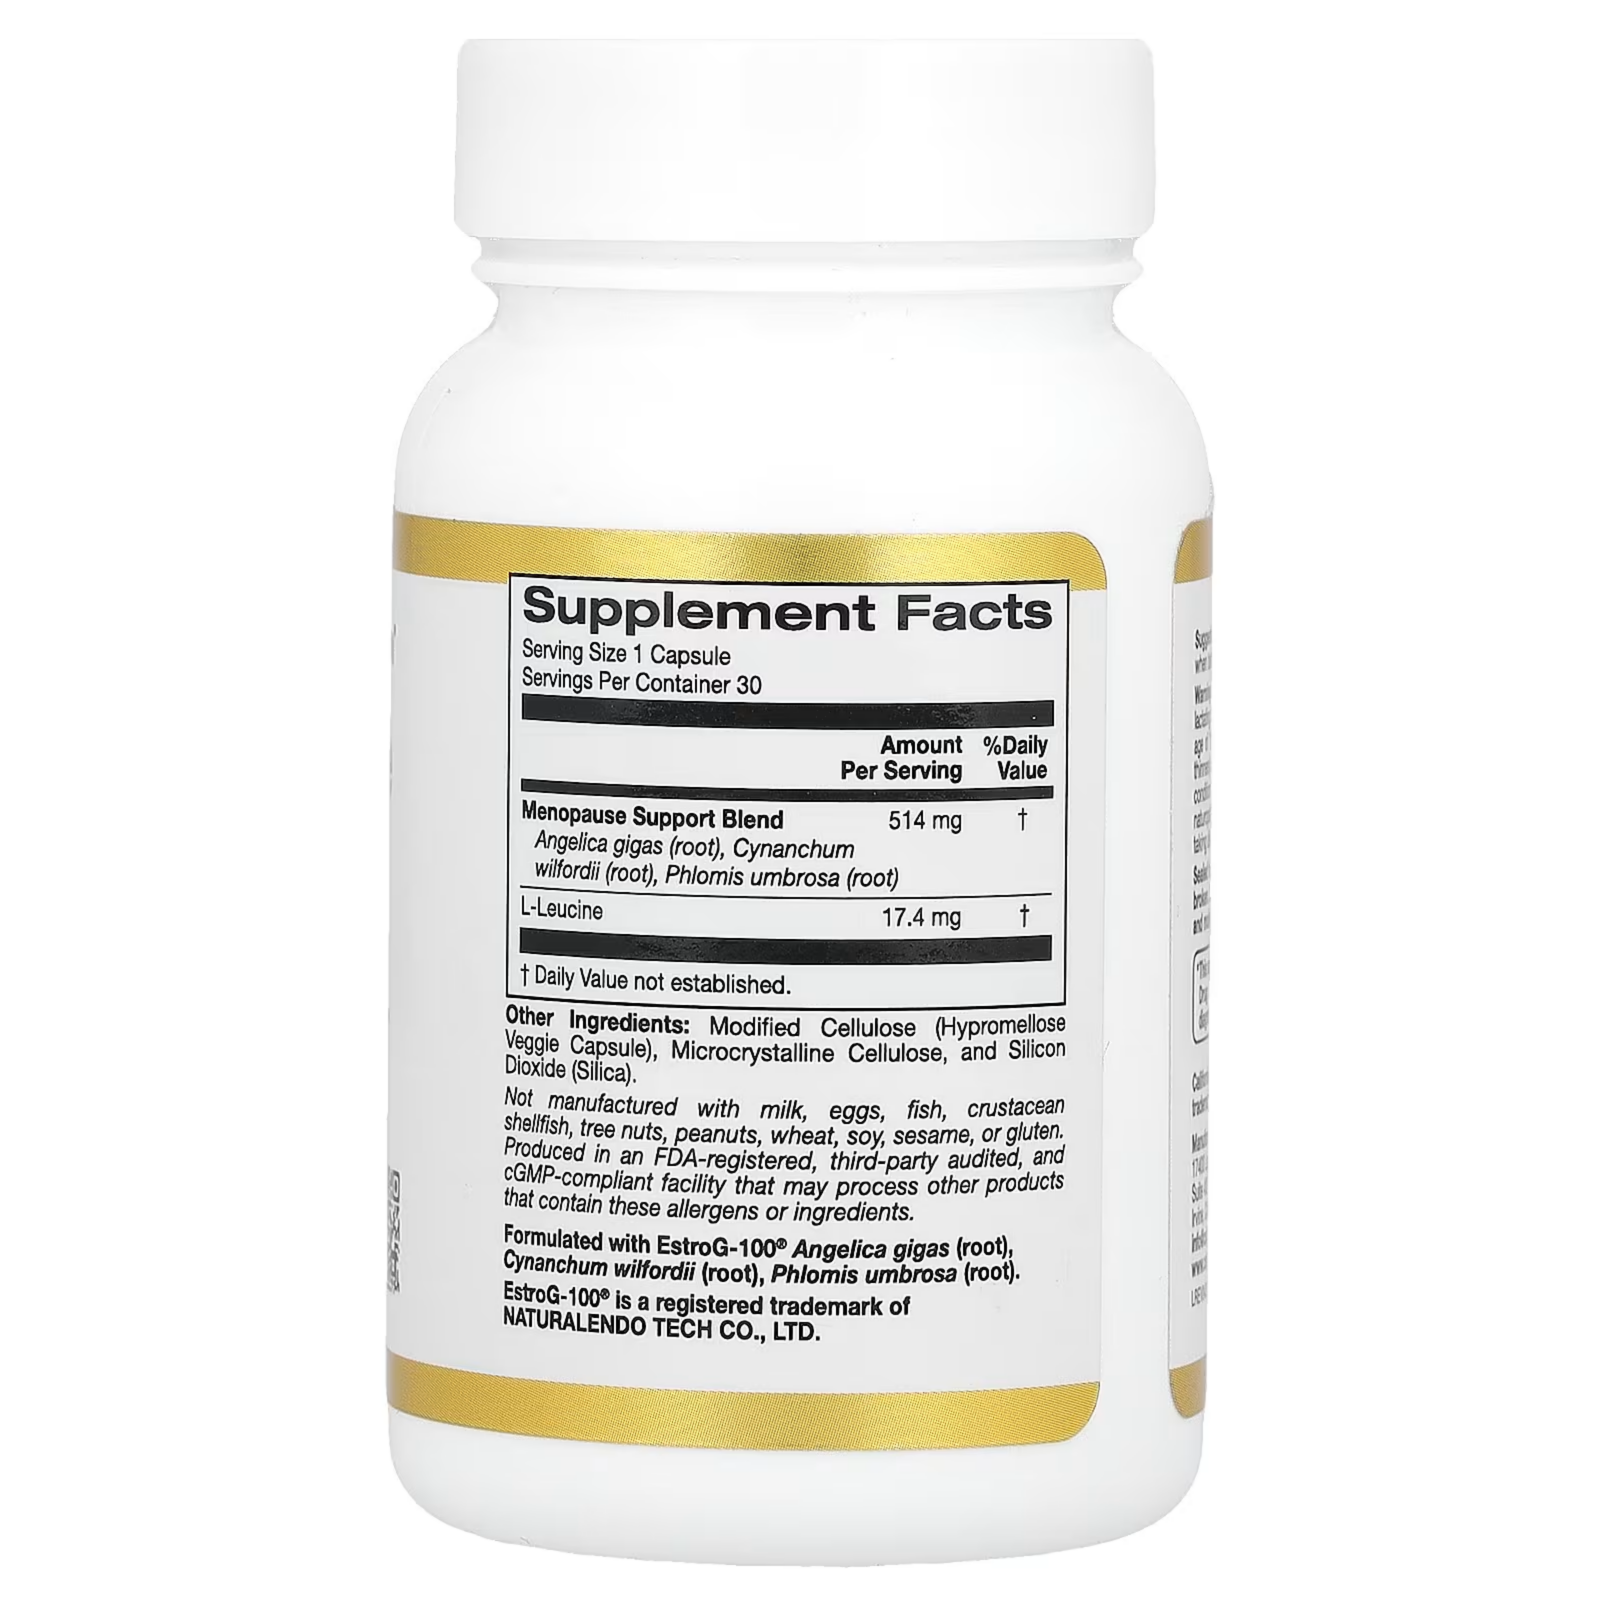 Supplement Facts
Serving Size 1 Capsule
Servings Per Container 30
Amount Per Serving %Daily Value
Menopause Support Blend 514 mg †
Angelica gigas (root), Cynanchum
wilfordii (root), Phlomis umbrosa (root)
L-Leucine 17.4 mg †
† Daily Value not established.
Other Ingredients: Modified Cellulose (Hypromellose
Veggie Capsule), Microcrystalline Cellulose, and Silicon
Dioxide (Silica).
Not manufactured with milk, eggs, fish, crustacean
shellfish, tree nuts, peanuts, wheat, soy, sesame, or gluten.
Produced in an FDA-registered, third-party audited, and
cGMP-compliant facility that may process other products
that contain these allergens or ingredients.
Formulated with EstroG-100® Angelica gigas (root),
Cynanchum wilfordii (root), Phlomis umbrosa (root).
EstroG-100® is a registered trademark of
NATURALENDO TECH CO., LTD.